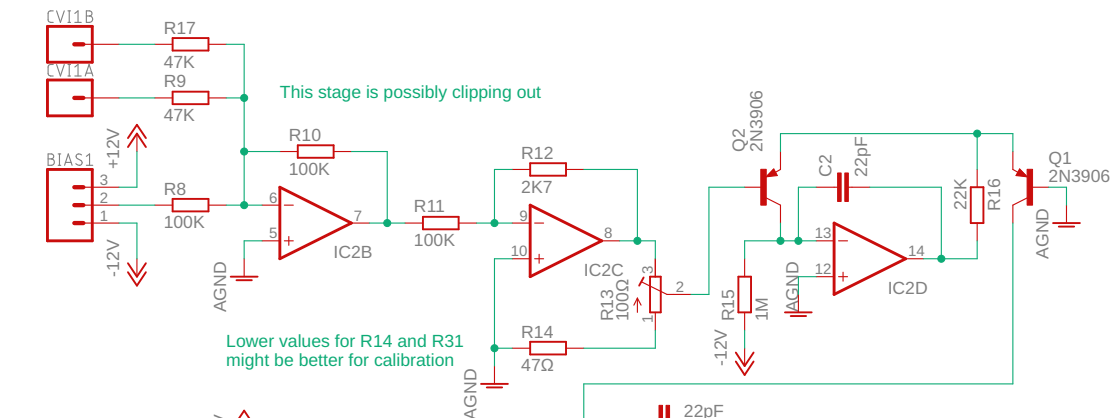 CVI1B
R17
47K
CVI1A
R9
47K
This stage is possibly clipping out
+12V
BIAS1
3
2
1
-12V
R8
100K
R10
100K
6
5
7
IC2B
AGND
R11
100K
R12
2K7
9
10
8
IC2C
R13
100Ω
3
2
1
R14
47Ω
AGND
Lower values for R14 and R31
might be better for calibration
Q2
2N3906
C2
22pF
13
12
14
IC2D
AGND
R15
1M
-12V
22K
R16
Q1
2N3906
AGND
22pF